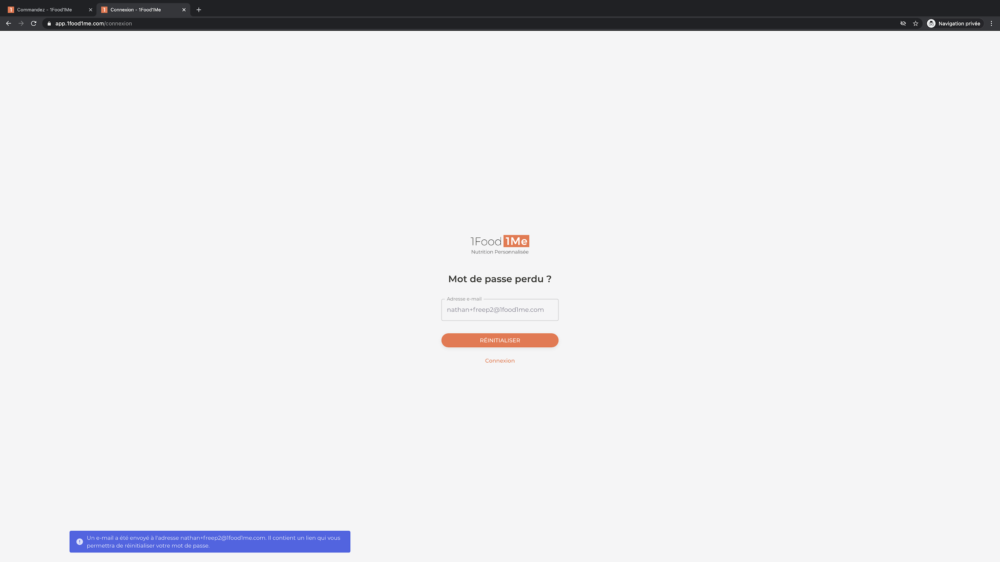 Commandez - 1Food1Me
Connexion - 1Food1Me
app.1food1me.com/connexion
Navigation privée
1Food 1Me
Nutrition Personnalisée
Mot de passe perdu ?
Adresse e-mail
nathan+freep2@1food1me.com
RÉINITIALISER
Connexion
Un e-mail a été envoyé à l'adresse nathan+freep2@1food1me.com. Il contient un lien qui vous
permettra de réinitialiser votre mot de passe.